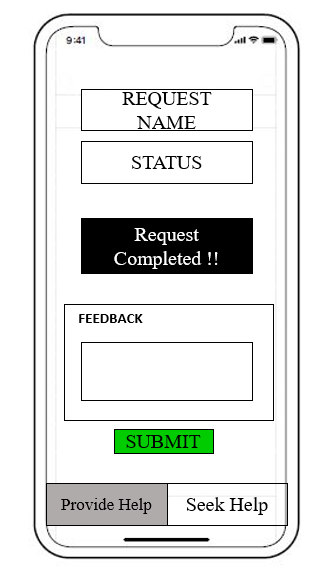 9:41
REQUEST
NAME
STATUS
Request
Completed !!
FEEDBACK
SUBMIT
Provide Help
Seek Help